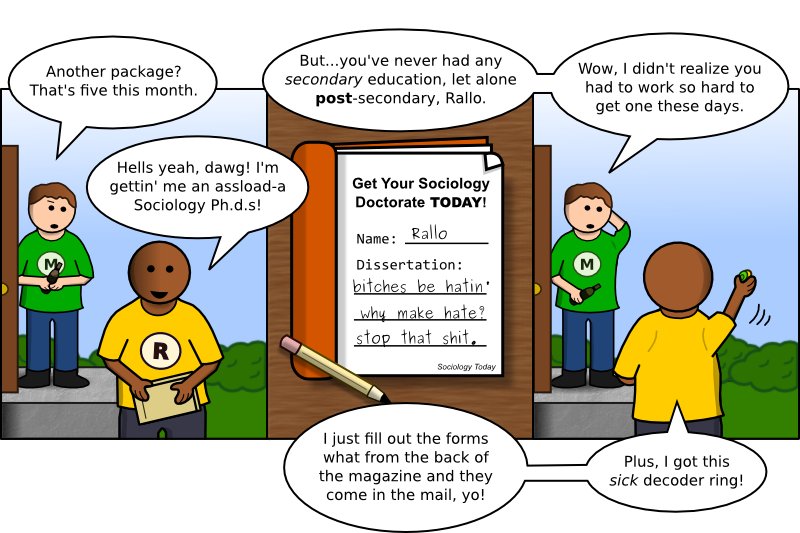 Another package?
That's five this month.
Hells yeah, dawg! I'm
gettin' me an assload-a
Sociology Ph.d.s!
M
R
But...you've never had any
secondary education, let alone
post-secondary, Rallo.
Get Your Sociology
Doctorate TODAY!
Name: Rallo
Dissertation:
bitches be hatin'
why make hate?
stop that shit.
Sociology Today
I just fill out the forms
what from the back of
the magazine and they
come in the mail, yo!
Wow, I didn't realize you
had to work so hard to
get one these days.
M
Plus, I got this
sick decoder ring!